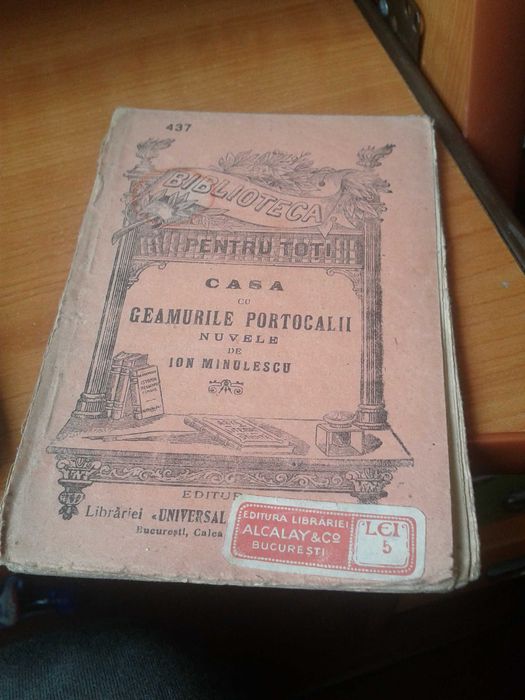 437
BIBLIOTECA
PENTRU TOTI
CASA
CU
GEAMURILE PORTOCALII
NUVELE
DE
ION MINULESCU
EDITUR
Librăriei «UNIVERSAL
București, Calea
EDITURA LIBRARIEI
ALCALAY & Co
BUCUREȘTI
LEI
5